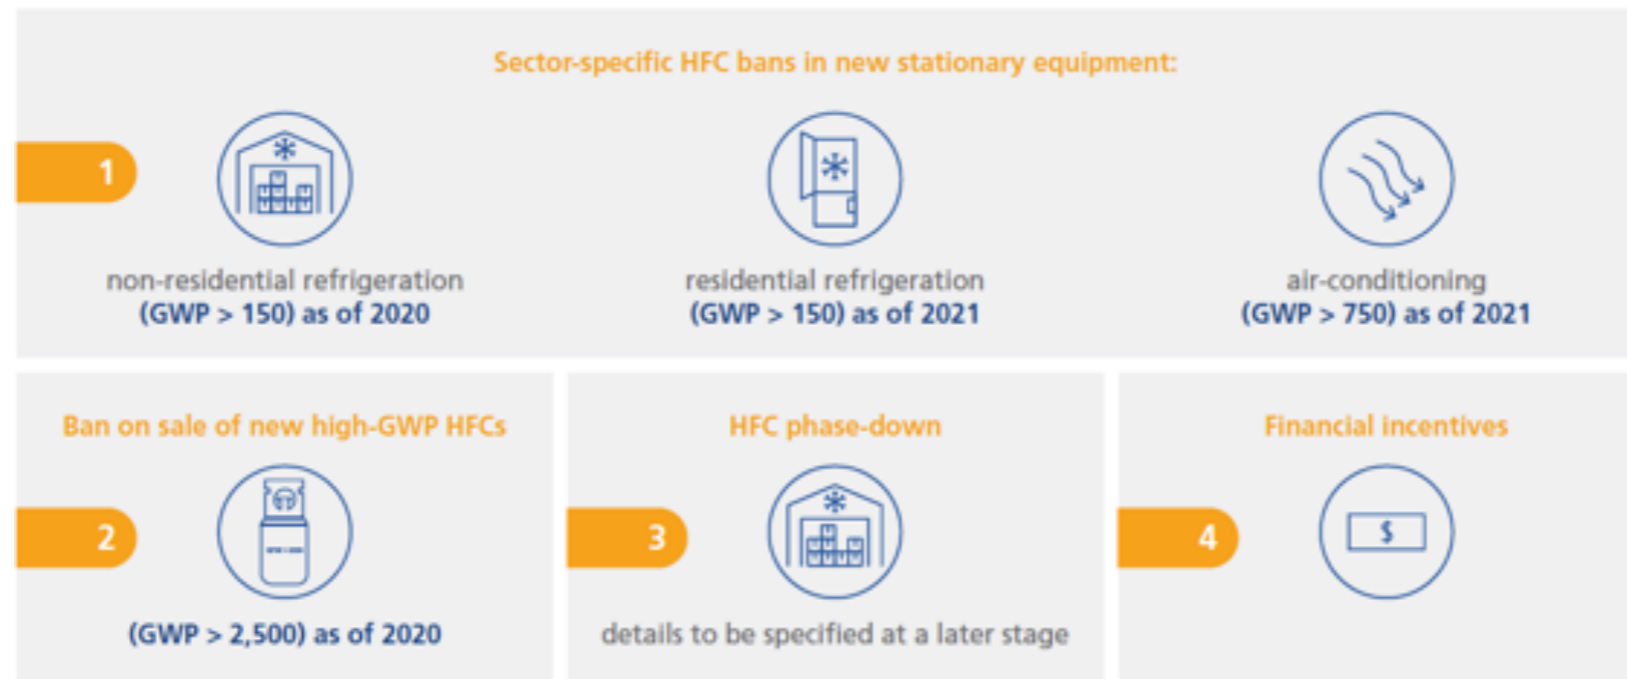 Sector-specific HFC bans in new stationary equipment:
1
non-residential refrigeration
(GWP > 150) as of 2020
residential refrigeration
(GWP > 150) as of 2021
air-conditioning
(GWP > 750) as of 2021
Ban on sale of new high-GWP HFCs
2
(GWP > 2,500) as of 2020
HFC phase-down
3
details to be specified at a later stage
Financial incentives
4
$